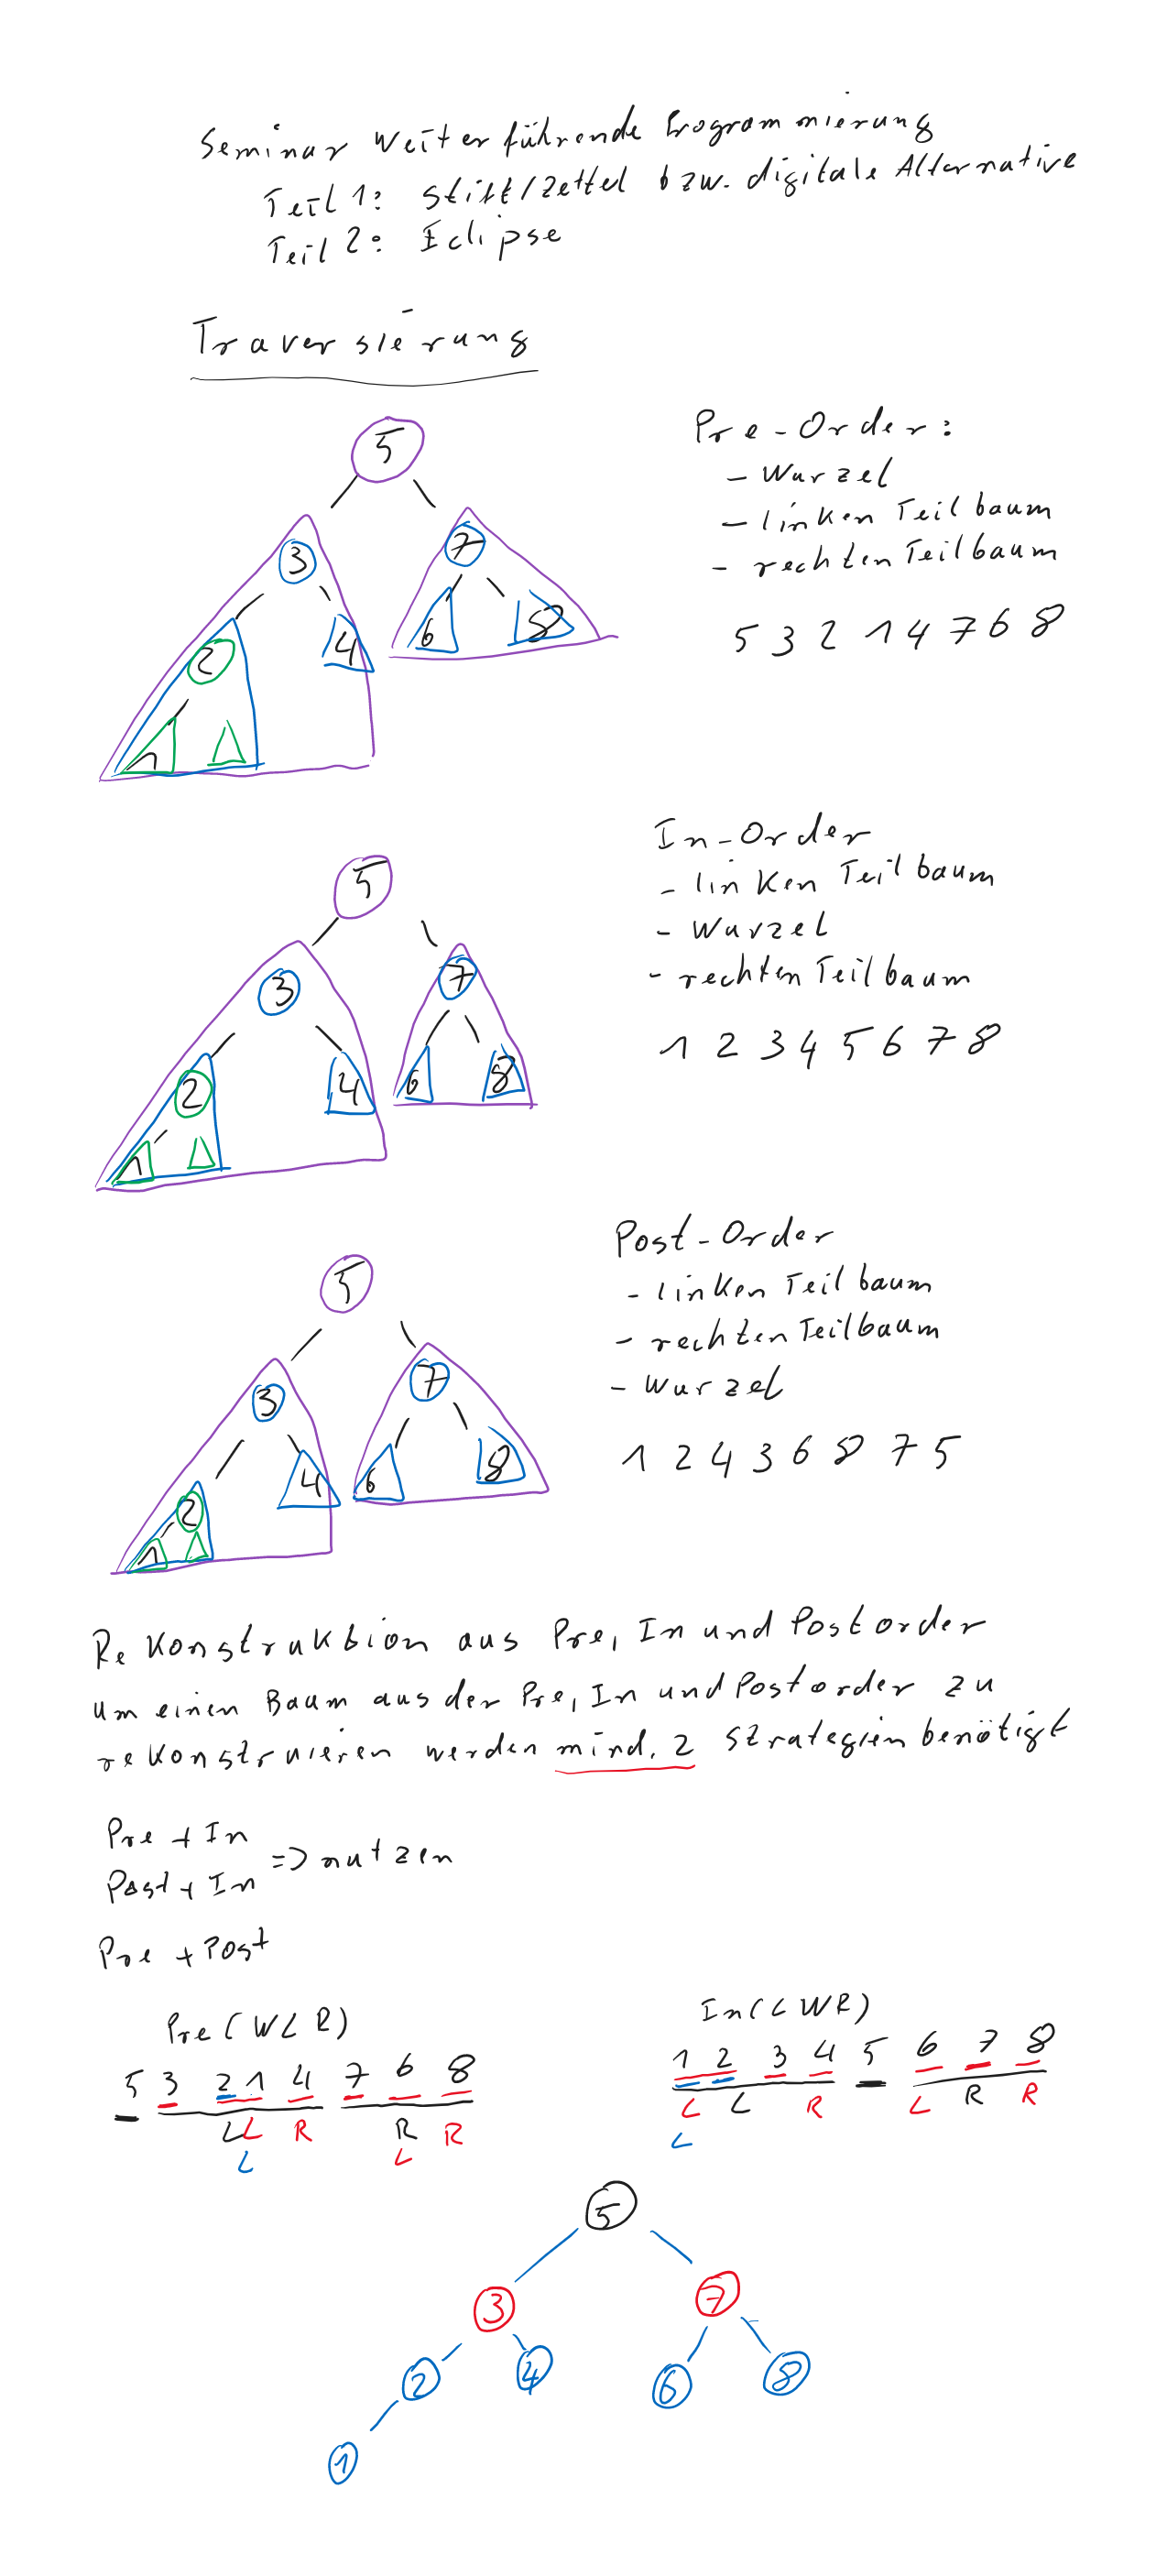 Seminar Weiterführende Programmierung
Teil 1: Stift/Zettel bzw. digitale Alternative
Teil 2: Eclipse
Traversierung
5
3
7
2
4
6
8
1
Pre-Order:
- Wurzel
- linken Teilbaum
- rechten Teilbaum
5 3 2 1 4 7 6 8
5
3
7
2
4
6
8
1
In-Order
- linken Teilbaum
- Wurzel
- rechten Teilbaum
1 2 3 4 5 6 7 8
5
3
7
2
4
6
8
1
Post-Order
- linken Teilbaum
- rechten Teilbaum
- Wurzel
1 2 4 3 6 8 7 5
Rekonstruktion aus Pre, In und Postorder
Um einen Baum aus der Pre, In und Postorder zu
rekonstruieren werden mind. 2 Strategien benötigt
Pre + In
Post + In
=> nutzen
Pre + Post
Pre (WLR)
5 3 2 1 4 7 6 8
L L R R R
L L
In (LWR)
1 2 3 4 5 6 7 8
L L R L R R
L
5
3 7
2 4 6 8
1